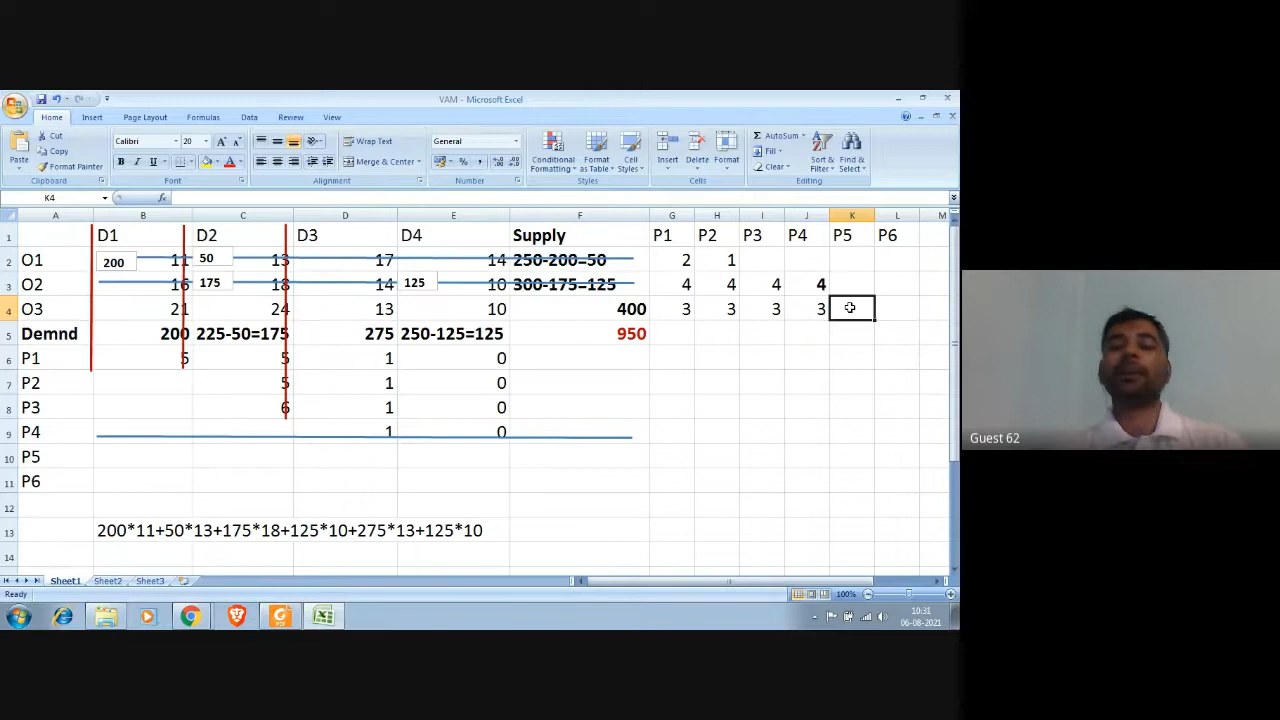 VAM - Microsoft Excel
Home Insert Page Layout Formulas Data Review View
Paste Cut Copy Format Painter Clipboard
Calibri 20 Font
Wrap Text Merge & Center Alignment
General Number
Conditional Formatting Format as Table Cell Styles Styles
Insert Delete Format Cells
AutoSum Fill Clear Sort & Filter Find & Select Editing
K4 fx
A B C D E F G H I J K L M
1 D1 D2 D3 D4 Supply P1 P2 P3 P4 P5 P6
2 O1 200 11 50 13 17 14 250-200=50 2 1
3 O2 16 175 18 14 125 10 300-175=125 4 4 4 4
4 O3 21 24 13 10 400 3 3 3 3
5 Demnd 200 225-50=175 275 250-125=125 950
6 P1 5 5 1 0
7 P2 5 1 0
8 P3 6 1 0
9 P4 1 0
10 P5
11 P6
12
13 200*11+50*13+175*18+125*10+275*13+125*10
14
Sheet1 Sheet2 Sheet3
Ready 100%
10:31
06-08-2021
Guest 62